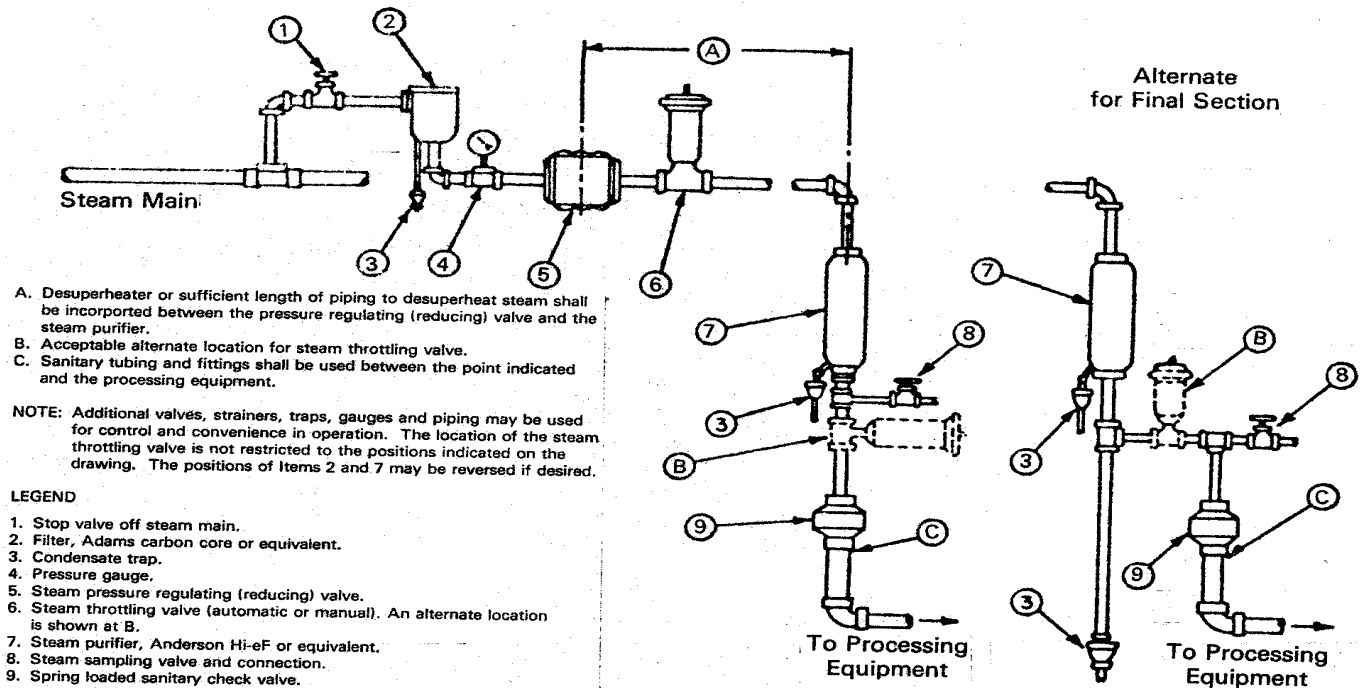 1
2
A
Alternate
for Final Section
Steam Main
3
4
5
6
7
8
3
B
9
C
To Processing
Equipment
7
B
8
3
C
9
3
To Processing
Equipment
A. Desuperheater or sufficient length of piping to desuperheat steam shall
be incorported between the pressure regulating (reducing) valve and the
steam purifier.
B. Acceptable alternate location for steam throttling valve.
C. Sanitary tubing and fittings shall be used between the point indicated
and the processing equipment.
NOTE: Additional valves, strainers, traps, gauges and piping may be used
for control and convenience in operation. The location of the steam
throttling valve is not restricted to the positions indicated on the
drawing. The positions of Items 2 and 7 may be reversed if desired.
LEGEND
1. Stop valve off steam main.
2. Filter, Adams carbon core or equivalent.
3. Condensate trap.
4. Pressure gauge.
5. Steam pressure regulating (reducing) valve.
6. Steam throttling valve (automatic or manual). An alternate location
is shown at B.
7. Steam purifier, Anderson Hi-eF or equivalent.
8. Steam sampling valve and connection.
9. Spring loaded sanitary check valve.